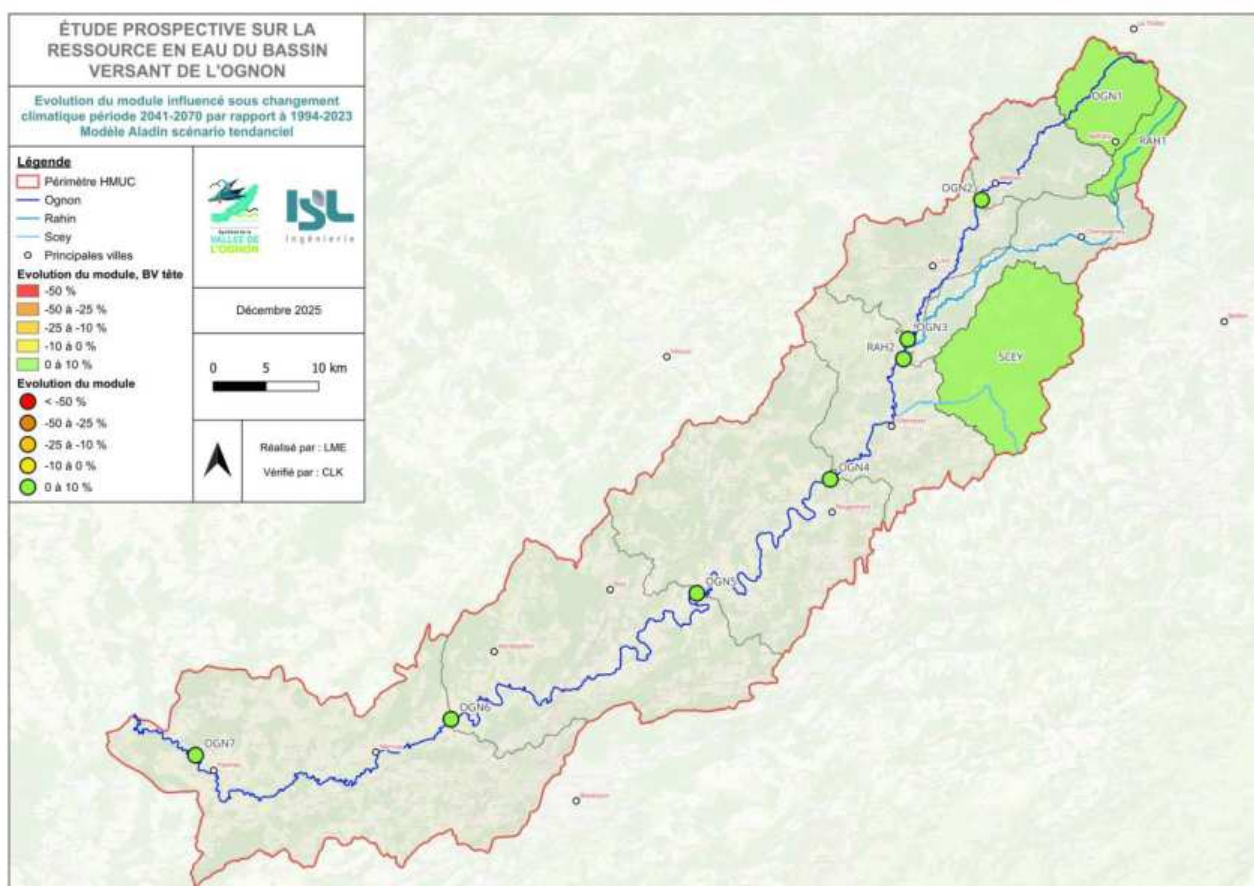 ÉTUDE PROSPECTIVE SUR LA
RESSOURCE EN EAU DU BASSIN
VERSANT DE L'OGNON
Evolution du module influencé sous changement
climatique période 2041-2070 par rapport à 1994-2023
Modèle Aladin scénario tendanciel
Légende
Périmètre HMUC
Ognon
Rahin
Scey
Principales villes
Evolution du module, BV tête
-50 %
-50 à -25 %
-25 à -10 %
-10 à 0 %
0 à 10 %
Evolution du module
< -50 %
-50 à -25 %
-25 à -10 %
-10 à 0 %
0 à 10 %
VALLÉE DE
L'OGNON
ISL
Ingénierie
Décembre 2025
0 5 10 km
Réalisé par : LME
Vérifié par : CLK
OGN1
RAH1
OGN2
OGN3
RAH2
SCEY
OGN4
OGN5
OGN6
OGN7